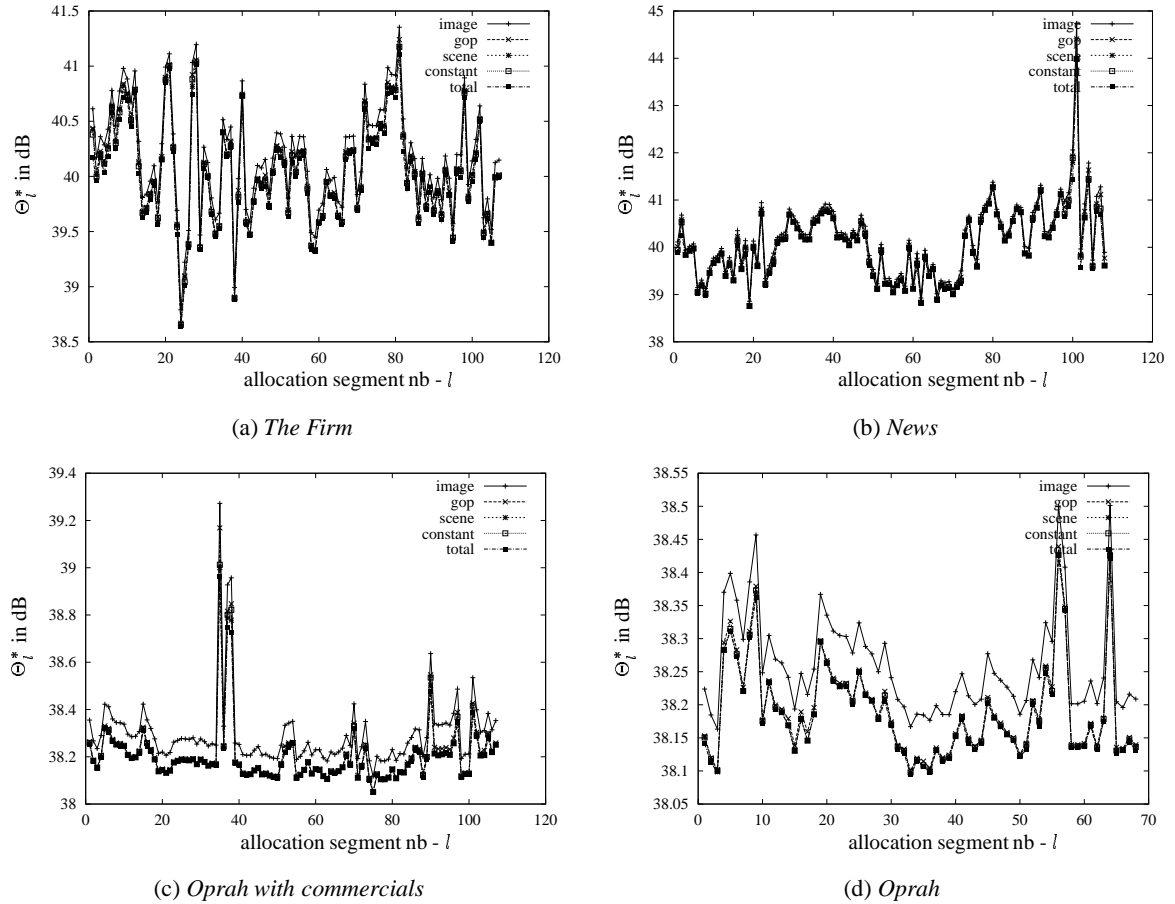 41.5
41
40.5
40
39.5
39
38.5
0 20 40 60 80 100 120
Θ*l in dB
allocation segment nb - l
image
gop
scene
constant
total
(a) The Firm
45
44
43
42
41
40
39
38
0 20 40 60 80 100 120
Θ*l in dB
allocation segment nb - l
image
gop
scene
constant
total
(b) News
39.4
39.2
39
38.8
38.6
38.4
38.2
38
0 20 40 60 80 100 120
Θ*l in dB
allocation segment nb - l
image
gop
scene
constant
total
(c) Oprah with commercials
38.55
38.5
38.45
38.4
38.35
38.3
38.25
38.2
38.15
38.1
38.05
0 10 20 30 40 50 60 70
Θ*l in dB
allocation segment nb - l
image
gop
scene
constant
total
(d) Oprah